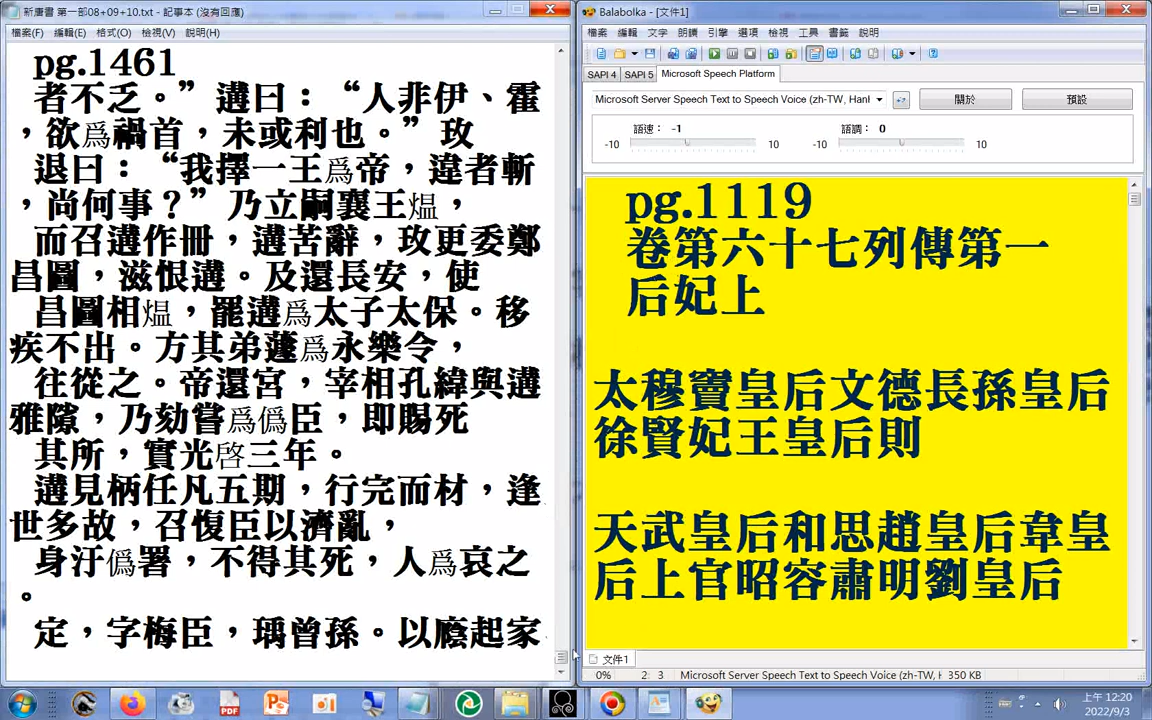 新唐書 第一部08+09+10.txt - 記事本 (沒有回應)
檔案(F) 編輯(E) 格式(O) 檢視(V) 說明(H)
pg.1461
者不乏。”遘曰：“人非伊、霍
，欲爲禍首，未或利也。”玫
退曰：“我擇一王爲帝，違者斬
，尚何事？”乃立嗣襄王煴，
而召遘作冊，遘苦辭，玫更委鄭
昌圖，滋恨遘。及還長安，使
昌圖相煴，罷遘爲太子太保。移
疾不出。方其弟蘧爲永樂令，
往從之。帝還宮，宰相孔緯與遘
雅隙，乃劾嘗爲僞臣，即賜死
其所，實光啓三年。
遘見柄任凡五期，行完而材，逢
世多故，召愎臣以濟亂，
身汙僞署，不得其死，人爲哀之
。
定，字梅臣，瑀曾孫。以廕起家
Balabolka - [文件1]
檔案 編輯 文字 朗讀 引擎 選項 檢視 工具 書籤 說明
SAPI 4 SAPI 5 Microsoft Speech Platform
Microsoft Server Speech Text to Speech Voice (zh-TW, Hanl
關於 預設
語速： -1 語調： 0
-10 10 -10 10
pg.1119
卷第六十七列傳第一
后妃上
太穆竇皇后文德長孫皇后
徐賢妃王皇后則
天武皇后和思趙皇后韋皇
后上官昭容肅明劉皇后
文件1
0% 2: 3 Microsoft Server Speech Text to Speech Voice (zh-TW, H 350 KB
上午 12:20
2022/9/3